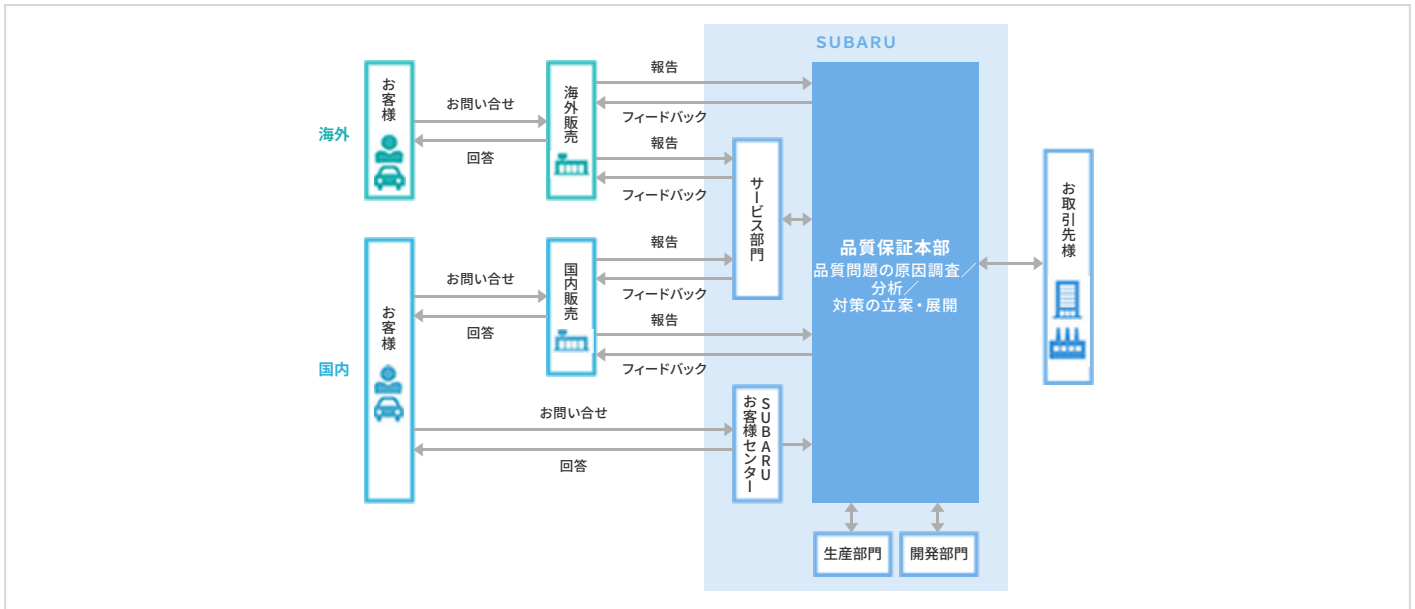 SUBARU
海外
お客様
お問い合せ
回答
海外販売
報告
フィードバック
報告
フィードバック
サービス部門
国内
お客様
お問い合せ
回答
国内販売
報告
フィードバック
報告
フィードバック
お問い合せ
回答
SUBARU
お客様センター
品質保証本部
品質問題の原因調査／
分析／
対策の立案・展開
お取引先様
生産部門
開発部門